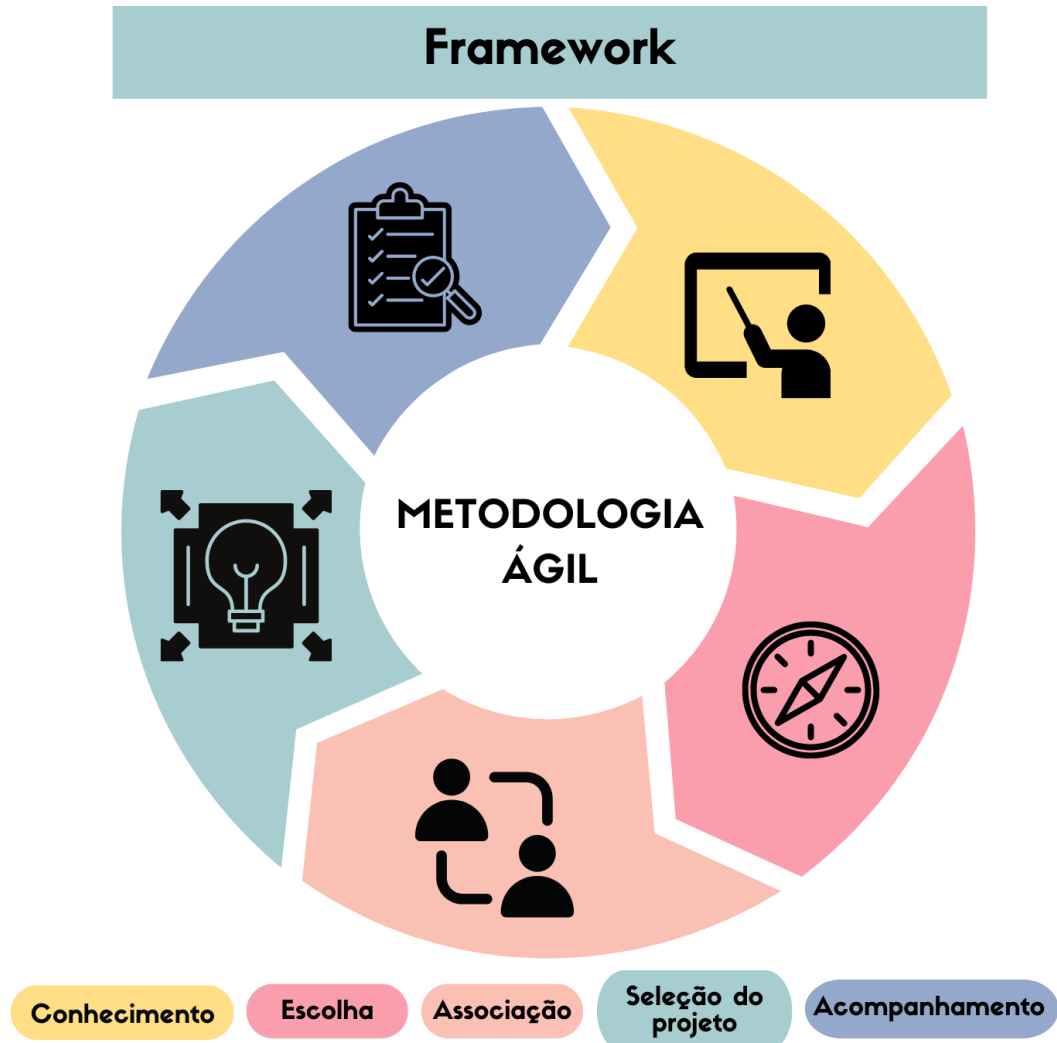 Framework
METODOLOGIA
ÁGIL
Conhecimento
Escolha
Associação
Seleção do
projeto
Acompanhamento